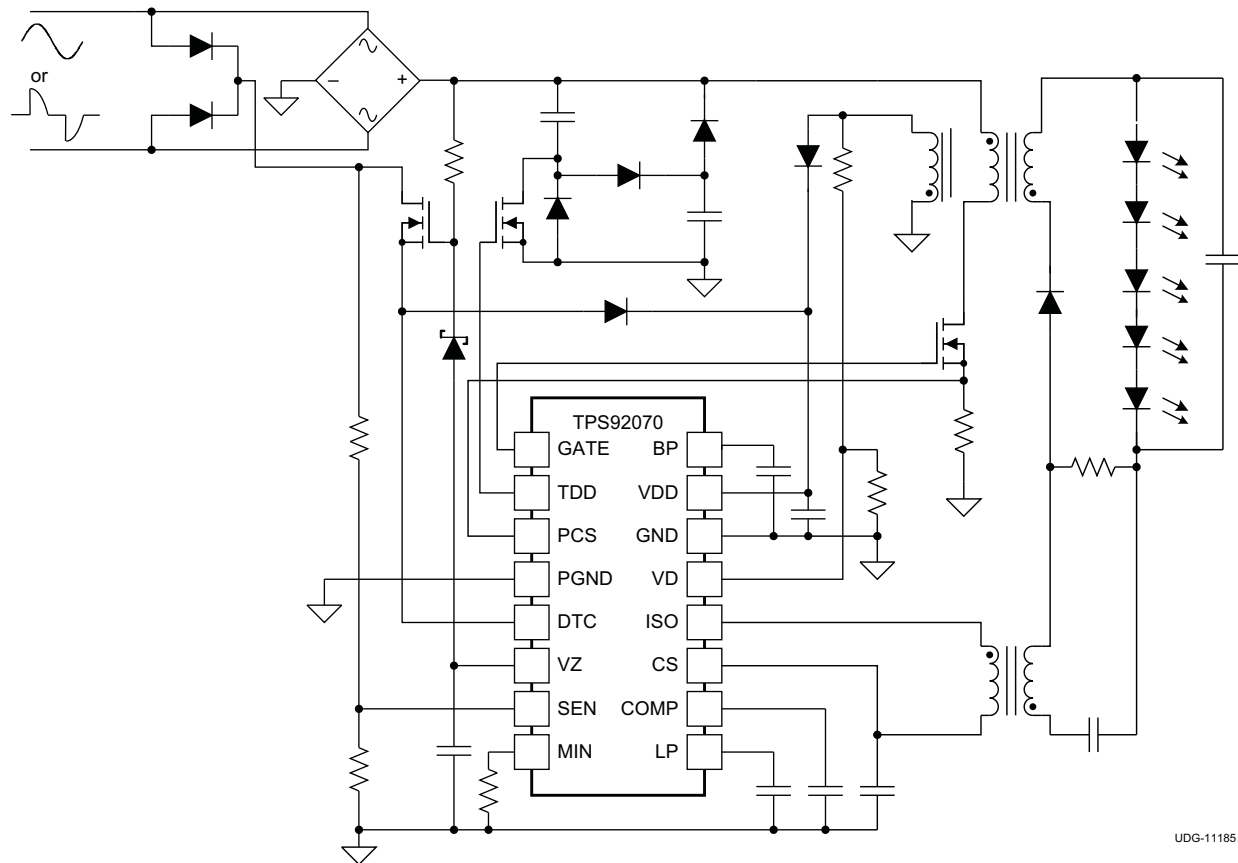 or
−
+
TPS92070
GATE BP
TDD VDD
PCS GND
PGND VD
DTC ISO
VZ CS
SEN COMP
MIN LP
UDG-11185